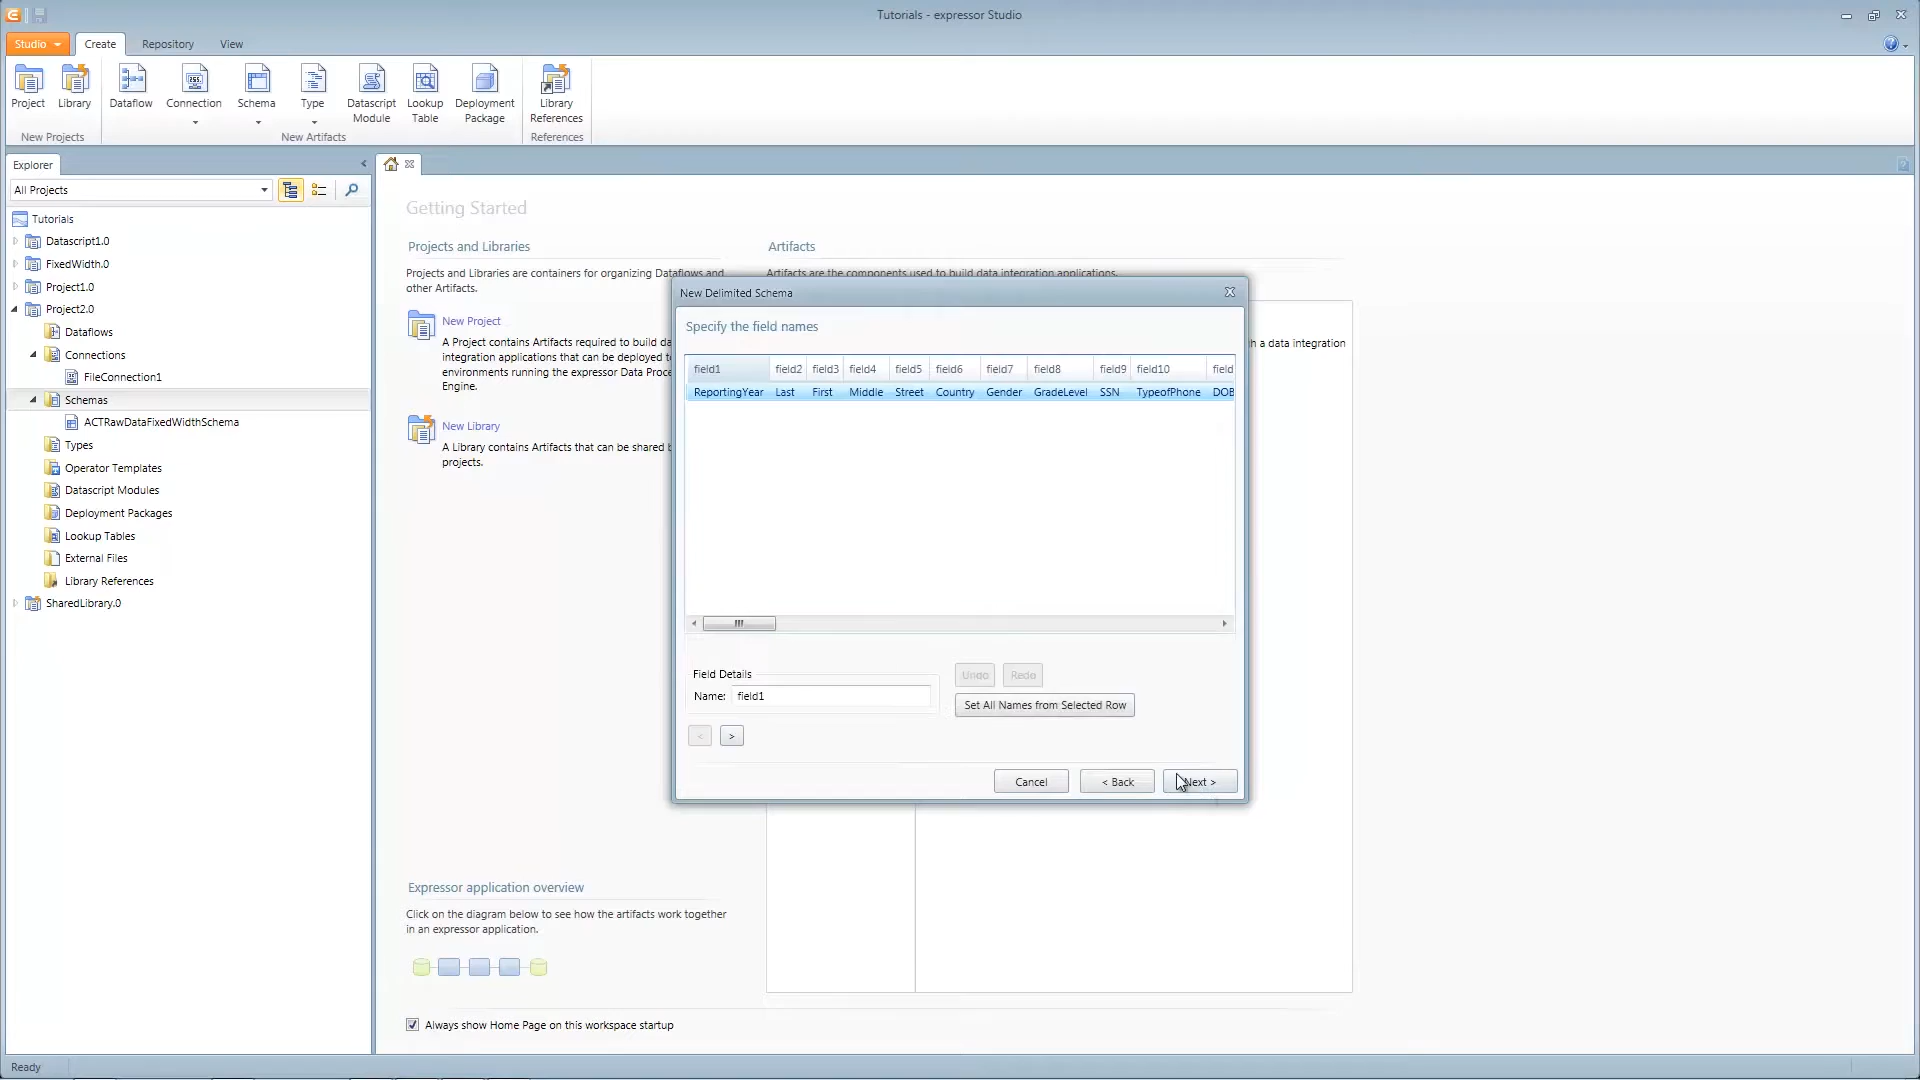 Tutorials - expressor Studio
Studio
Create
Repository
View
Project
Library
Dataflow
Connection
Schema
Type
Datascript
Module
Lookup
Table
Deployment
Package
Library
References
New Projects
New Artifacts
References
Explorer
All Projects
Tutorials
Datascript1.0
FixedWidth.0
Project1.0
Project2.0
Dataflows
Connections
FileConnection1
Schemas
ACTRawDataFixedWidthSchema
Types
Operator Templates
Datascript Modules
Deployment Packages
Lookup Tables
External Files
Library References
SharedLibrary.0
Getting Started
Projects and Libraries
Projects and Libraries are containers for organizing Dataflows and
other Artifacts.
New Project
A Project contains Artifacts required to build da
integration applications that can be deployed t
environments running the expressor Data Proce
Engine.
New Library
A Library contains Artifacts that can be shared b
projects.
Artifacts
Artifacts are the components used to build data integration applications.
h a data integration
New Delimited Schema
Specify the field names
field1 field2 field3 field4 field5 field6 field7 field8 field9 field10 field
ReportingYear Last First Middle Street Country Gender GradeLevel SSN TypeofPhone DOB
Field Details
Name: field1
Undo
Redo
Set All Names from Selected Row
<
>
Cancel
< Back
Next >
Expressor application overview
Click on the diagram below to see how the artifacts work together
in an expressor application.
Always show Home Page on this workspace startup
Ready